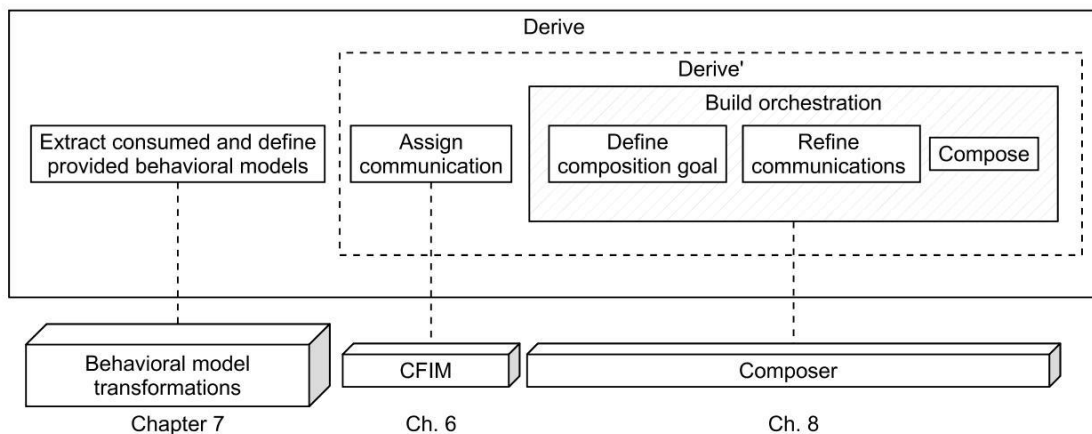 Derive
Derive'
Build orchestration
Extract consumed and define
provided behavioral models
Assign
communication
Define
composition goal
Refine
communications
Compose
Behavioral model
transformations
CFIM
Composer
Chapter 7
Ch. 6
Ch. 8